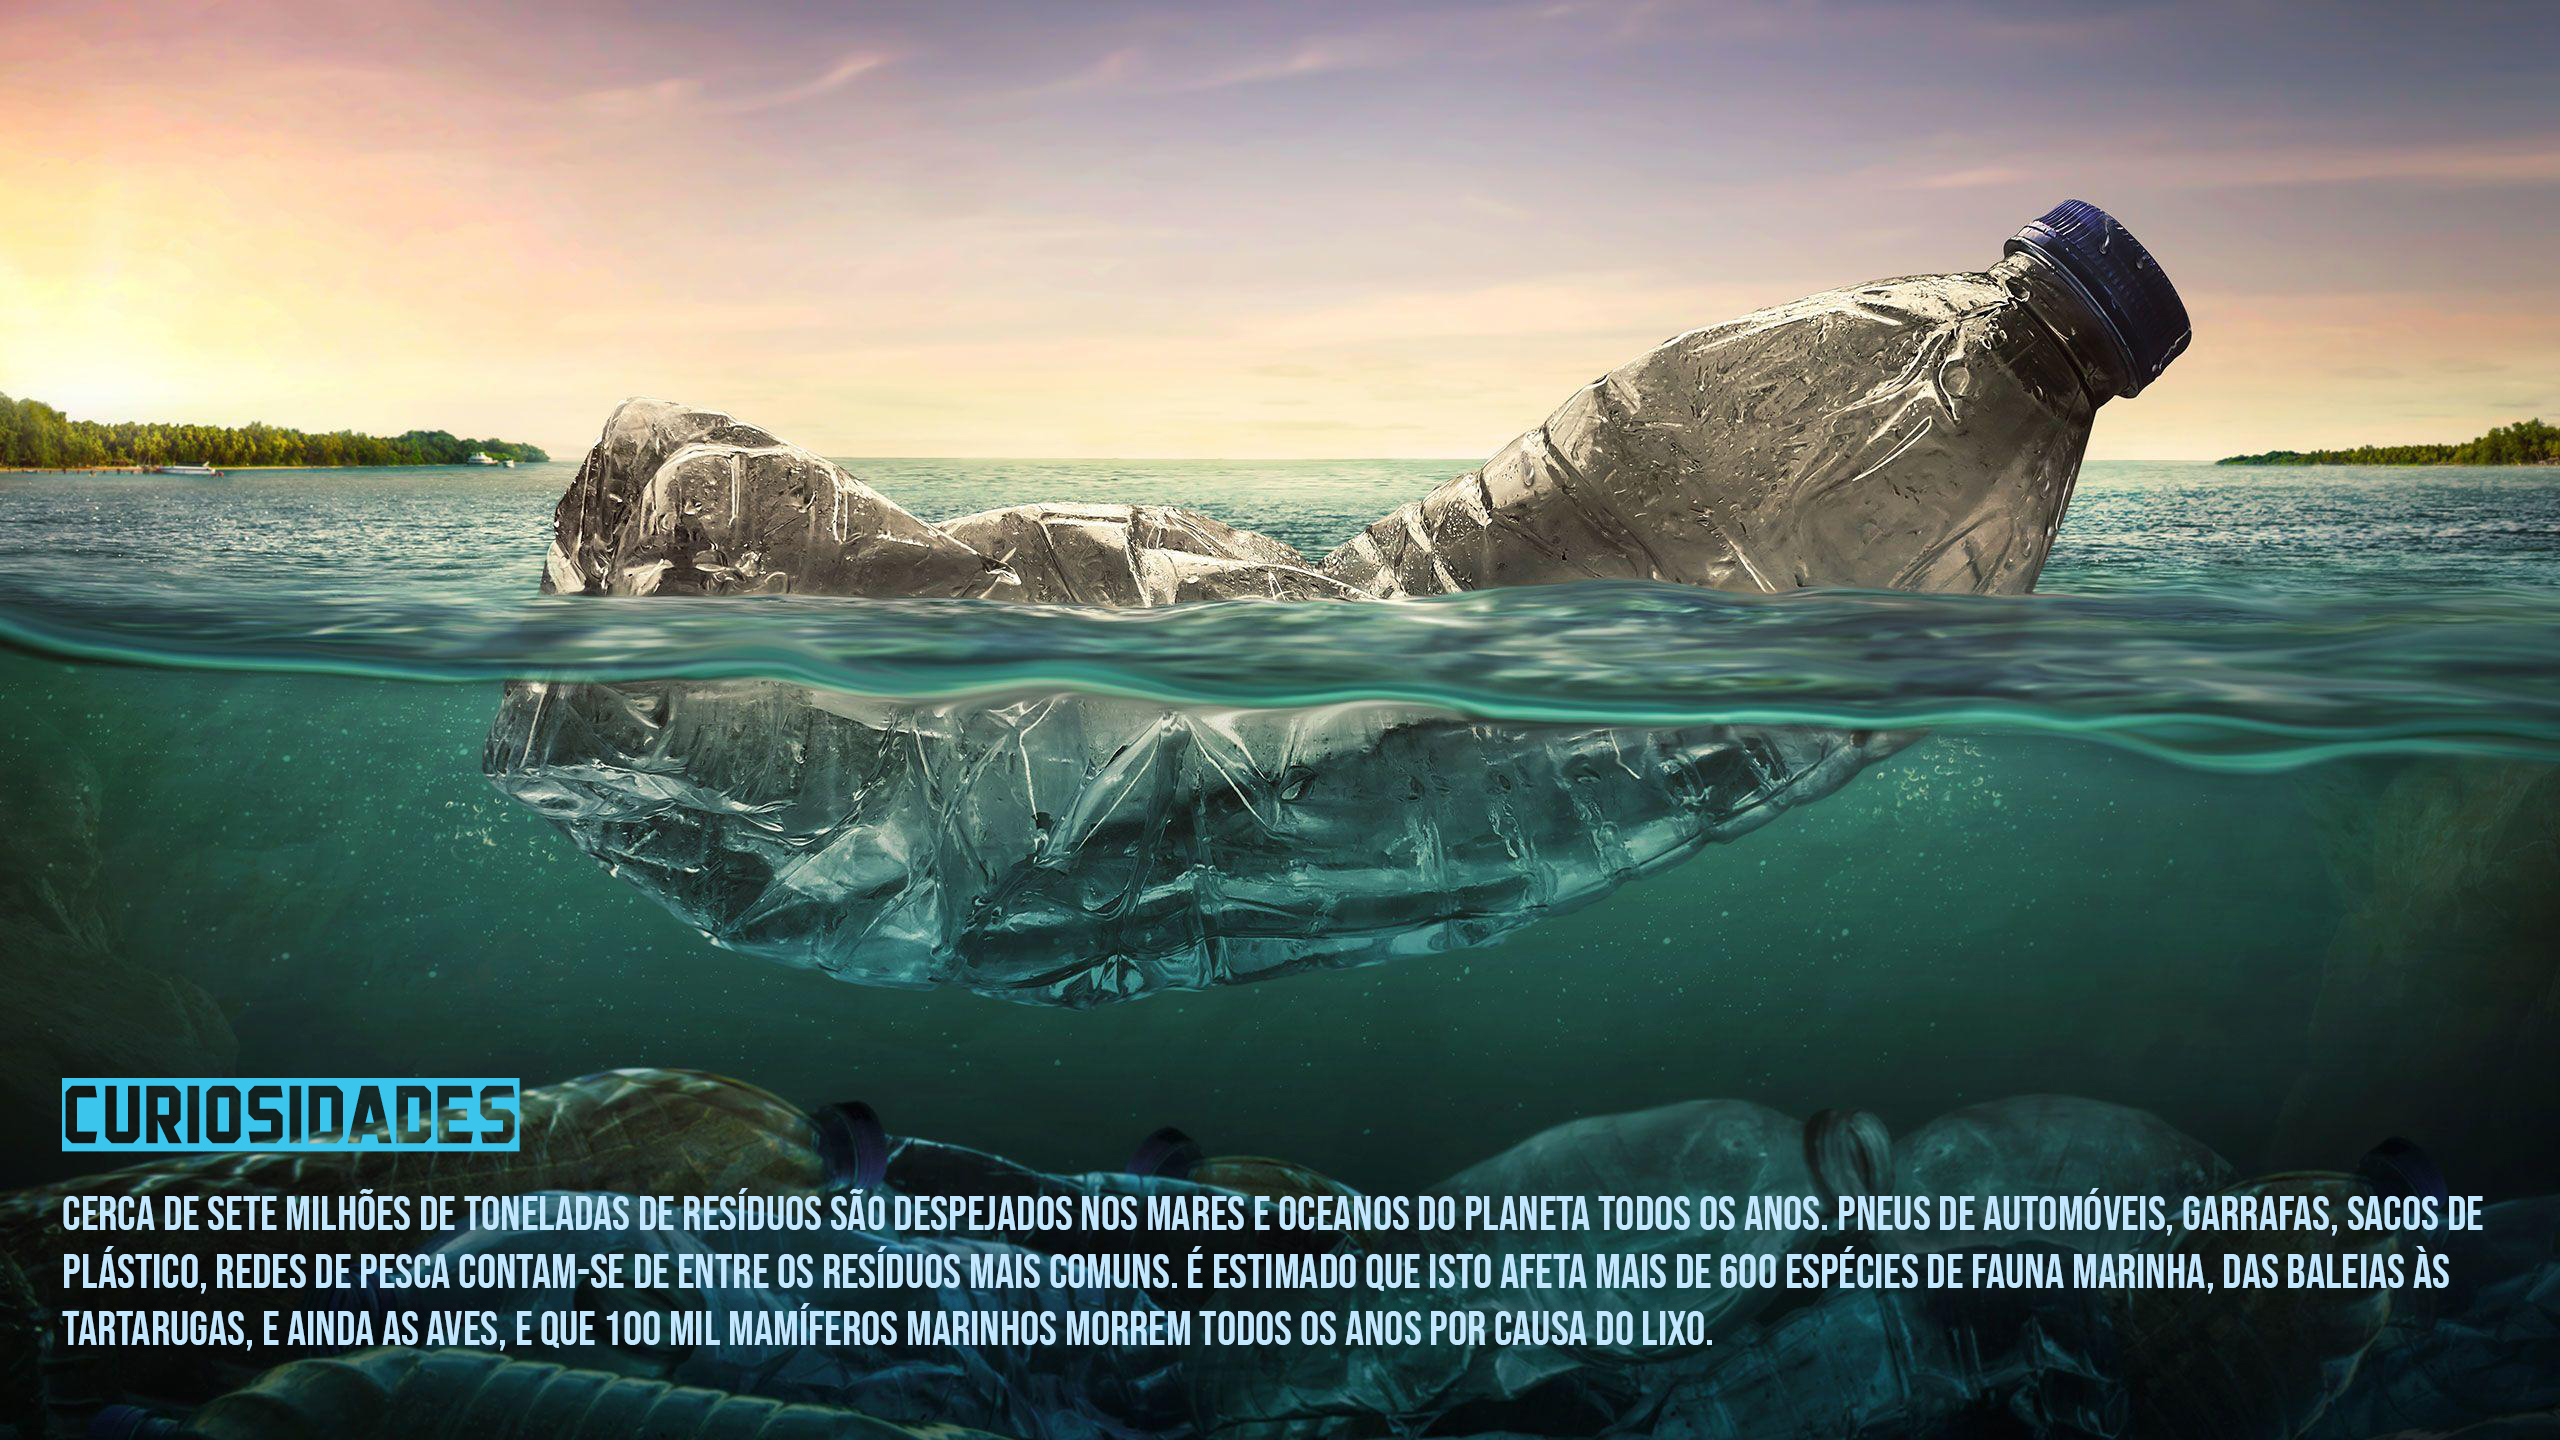 CURIOSIDADES
CERCA DE SETE MILHÕES DE TONELADAS DE RESÍDUOS SÃO DESPEJADOS NOS MARES E OCEANOS DO PLANETA TODOS OS ANOS. PNEUS DE AUTOMÓVEIS, GARRAFAS, SACOS DE
PLÁSTICO, REDES DE PESCA CONTAM-SE DE ENTRE OS RESÍDUOS MAIS COMUNS. É ESTIMADO QUE ISTO AFETA MAIS DE 600 ESPÉCIES DE FAUNA MARINHA, DAS BALEIAS ÀS
TARTARUGAS, E AINDA AS AVES, E QUE 100 MIL MAMÍFEROS MARINHOS MORREM TODOS OS ANOS POR CAUSA DO LIXO.